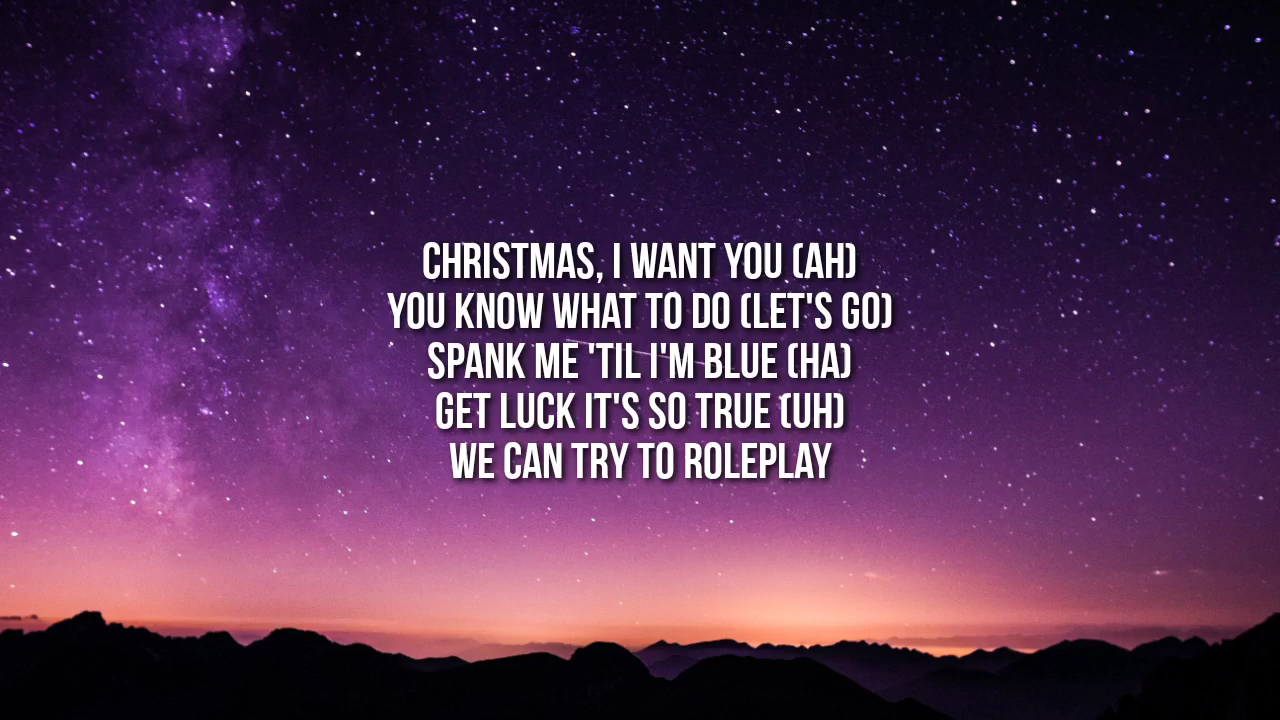 CHRISTMAS, I WANT YOU (AH)
YOU KNOW WHAT TO DO (LET'S GO)
SPANK ME 'TIL I'M BLUE (HA)
GET LUCK IT'S SO TRUE (UH)
WE CAN TRY TO ROLEPLAY